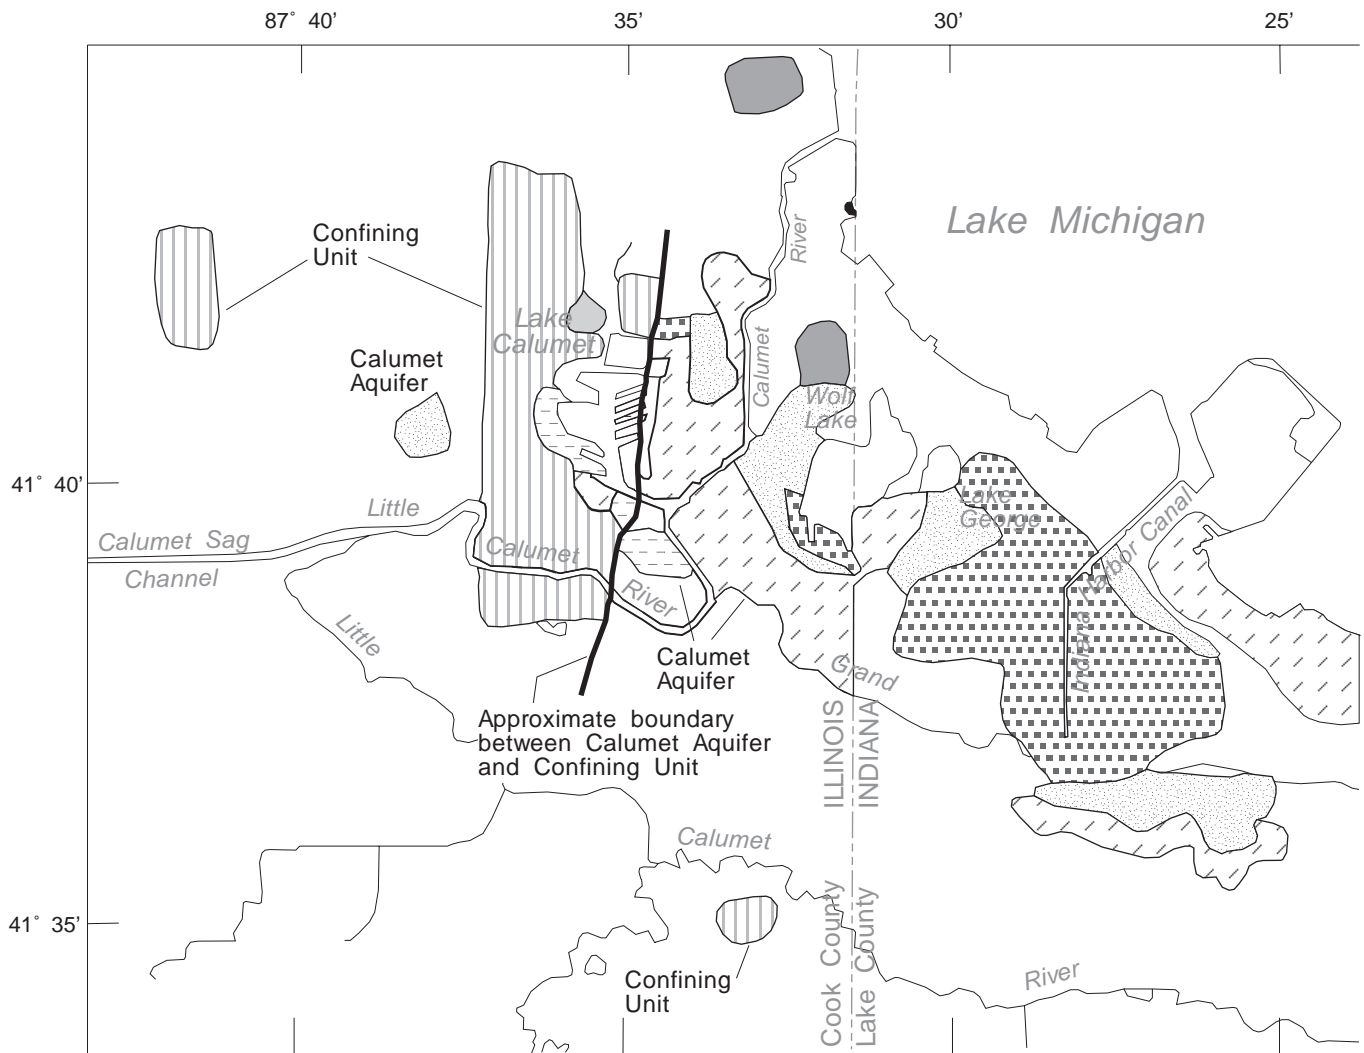 87° 40’
35’
30’
25’
Lake Michigan
Confining
Unit
River
Lake
Calumet
Calumet
Aquifer
Calumet
Wolf
Lake
41° 40’
Little
Lake
George
Calumet Sag
Channel
Calumet
Indiana Harbor Canal
River
Little
Calumet
Aquifer
Grand
Approximate boundary
between Calumet Aquifer
and Confining Unit
ILLINOIS
INDIANA
Calumet
41° 35’
Cook County
Lake County
Confining
Unit
River